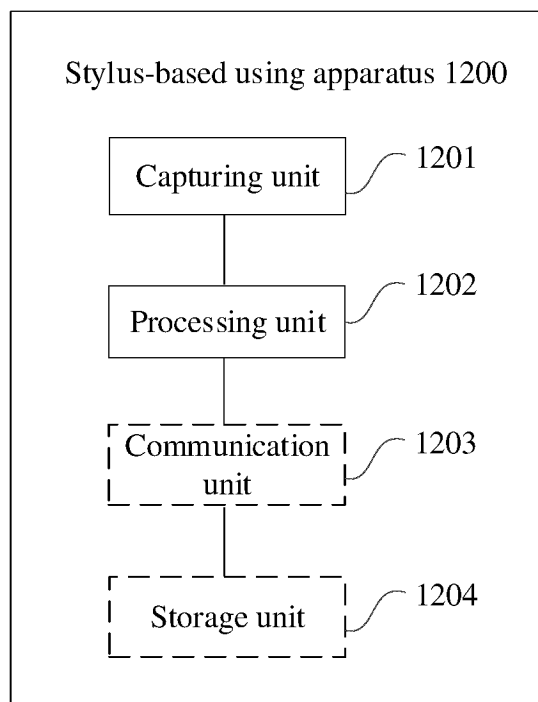 Stylus-based using apparatus 1200
1201
Capturing unit
1202
Processing unit
1203
Communication
unit
1204
Storage unit